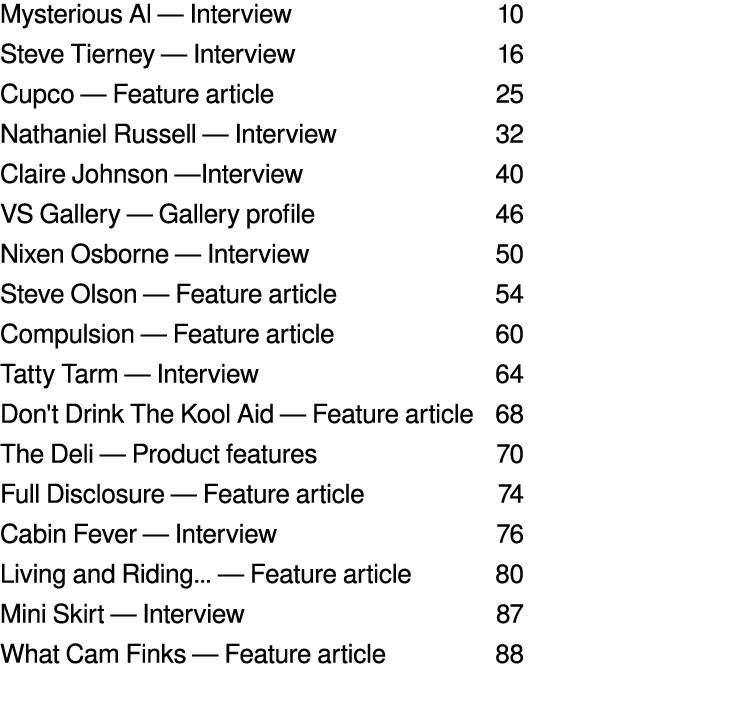 Mysterious Al — Interview 10
Steve Tierney — Interview 16
Cupco — Feature article 25
Nathaniel Russell — Interview 32
Claire Johnson —Interview 40
VS Gallery — Gallery profile 46
Nixen Osborne — Interview 50
Steve Olson — Feature article 54
Compulsion — Feature article 60
Tatty Tarm — Interview 64
Don't Drink The Kool Aid — Feature article 68
The Deli — Product features 70
Full Disclosure — Feature article 74
Cabin Fever — Interview 76
Living and Riding... — Feature article 80
Mini Skirt — Interview 87
What Cam Finks — Feature article 88